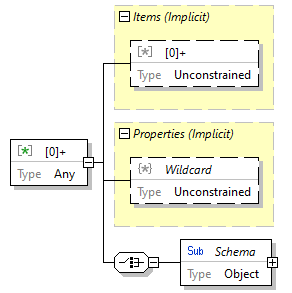 Items (Implicit)
[*] [0]+
Type Unconstrained
[*] [0]+
Type Any
Properties (Implicit)
{*} Wildcard
Type Unconstrained
Sub Schema
Type Object